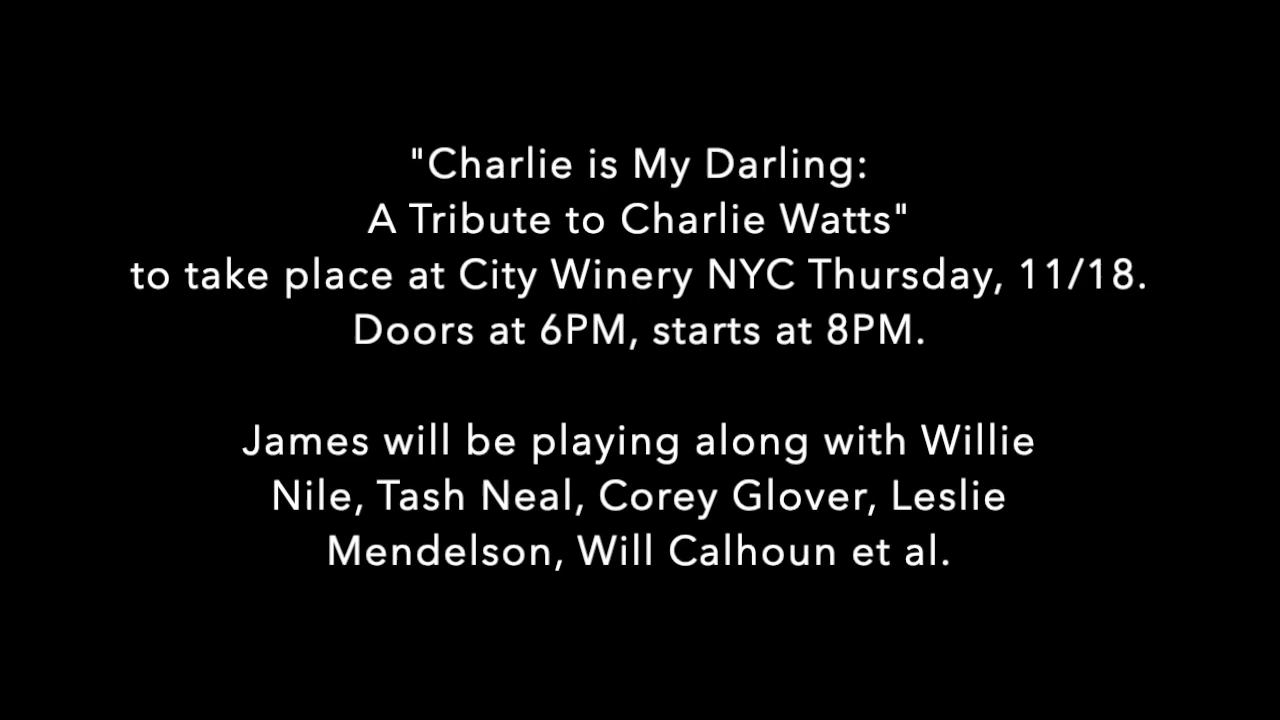 "Charlie is My Darling:
A Tribute to Charlie Watts"
to take place at City Winery NYC Thursday, 11/18.
Doors at 6PM, starts at 8PM.
James will be playing along with Willie
Nile, Tash Neal, Corey Glover, Leslie
Mendelson, Will Calhoun et al.